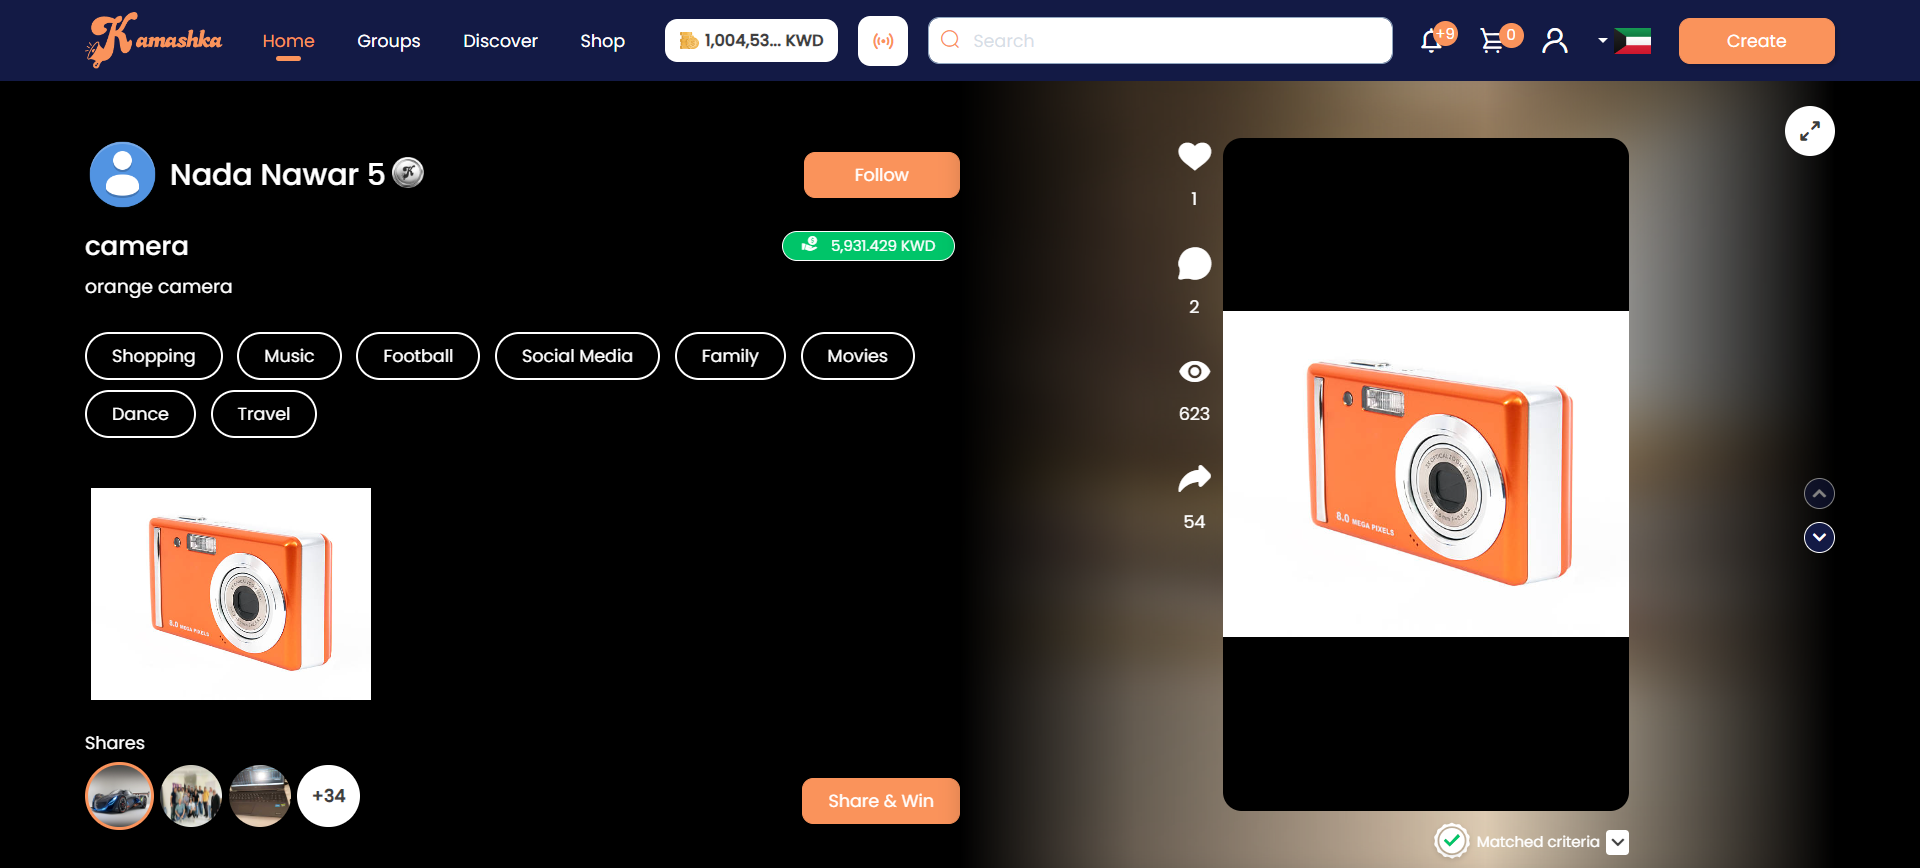 Kamashka
Home
Groups
Discover
Shop
1,004,53... KWD
Search
+9
0
Create
Nada Nawar 5
Follow
camera
5,931.429 KWD
orange camera
Shopping
Music
Football
Social Media
Family
Movies
Dance
Travel
8.0 MEGA PIXELS
Shares
+34
Share & Win
1
2
623
54
8.0 MEGA PIXELS
Matched criteria